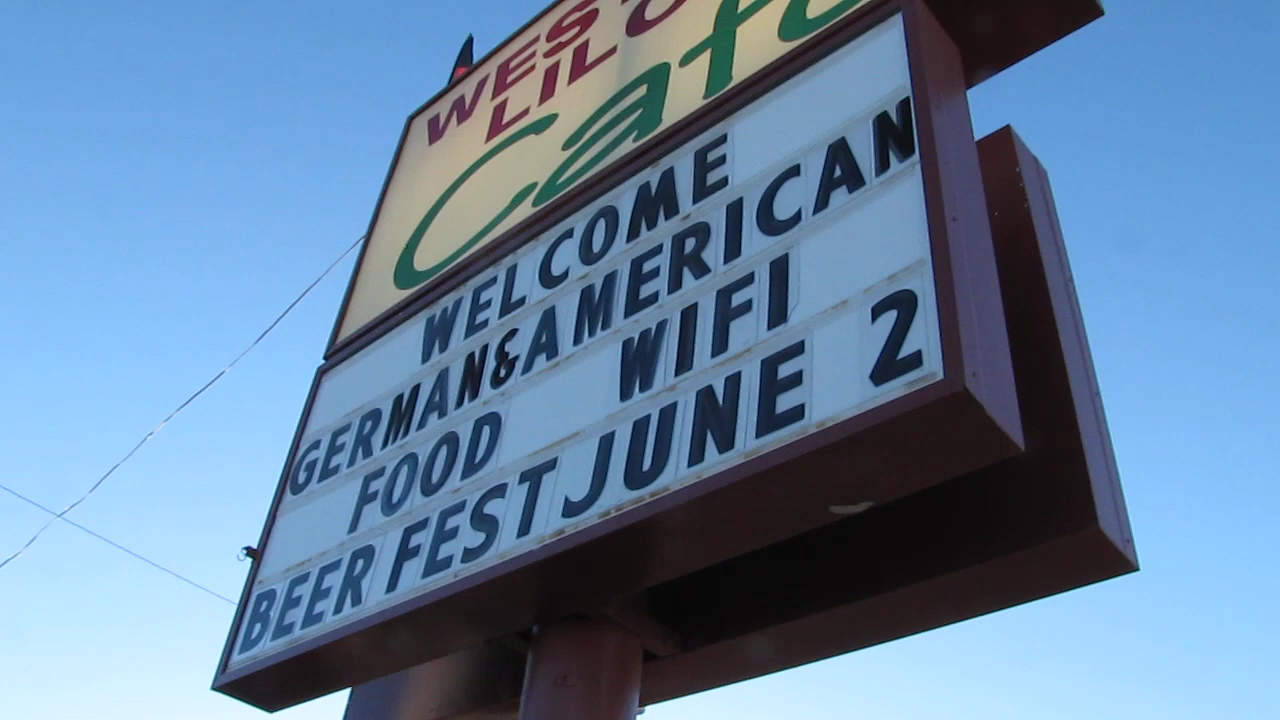 Cafe
WELCOME
GERMAN&AMERICAN
FOOD WIFI
BEER FEST JUNE 2